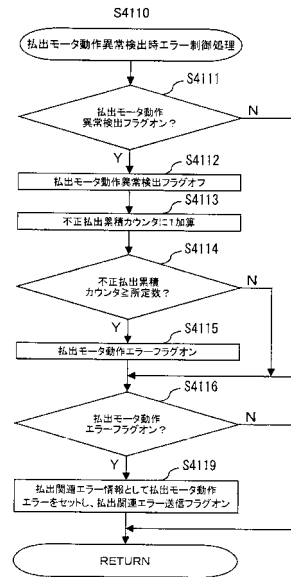 S4110
払出モータ動作異常検出時エラー制御処理
S4111
払出モータ動作
異常検出フラグオン？
N
Y
S4112
払出モータ動作異常検出フラグオフ
S4113
不正払出累積カウンタに1加算
S4114
不正払出累積
カウンタ≧所定数？
N
Y
S4115
払出モータ動作エラーフラグオン
S4116
払出モータ動作
エラーフラグオン？
N
Y
S4119
払出関連エラー情報として払出モータ動作
エラーをセットし、払出関連エラー送信フラグオン
RETURN